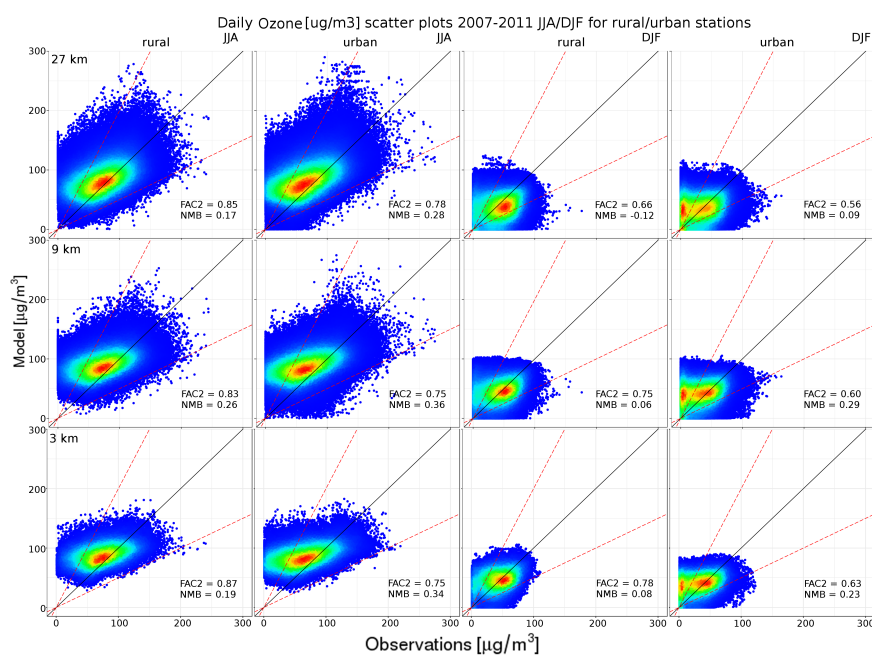 Daily Ozone [ug/m3] scatter plots 2007-2011 JJA/DJF for rural/urban stations
rural JJA urban JJA rural DJF urban DJF
27 km
300
200
100
0
FAC2 = 0.85
NMB = 0.17
FAC2 = 0.78
NMB = 0.28
FAC2 = 0.66
NMB = -0.12
FAC2 = 0.56
NMB = 0.09
9 km
300
200
100
0
FAC2 = 0.83
NMB = 0.26
FAC2 = 0.75
NMB = 0.36
FAC2 = 0.75
NMB = 0.06
FAC2 = 0.60
NMB = 0.29
3 km
300
200
100
0
FAC2 = 0.87
NMB = 0.19
FAC2 = 0.75
NMB = 0.34
FAC2 = 0.78
NMB = 0.08
FAC2 = 0.63
NMB = 0.23
0 100 200 300 0 100 200 300 0 100 200 300 0 100 200 300
Model [μg/m³]
Observations [μg/m³]